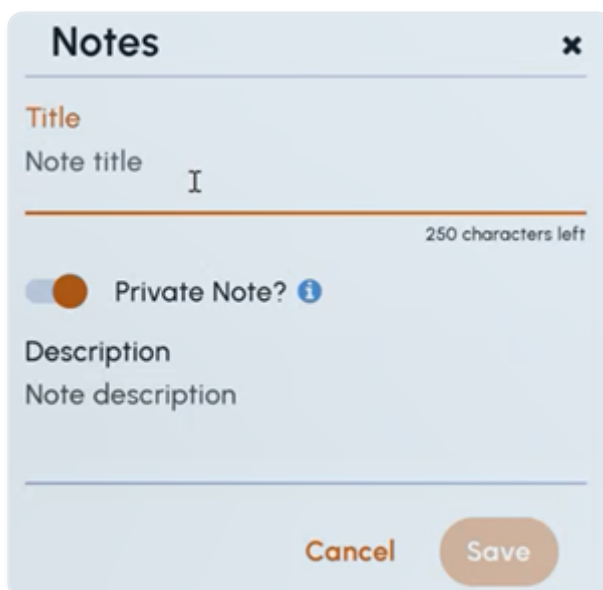 Notes
Title
Note title
250 characters left
Private Note?
Description
Note description
Cancel
Save